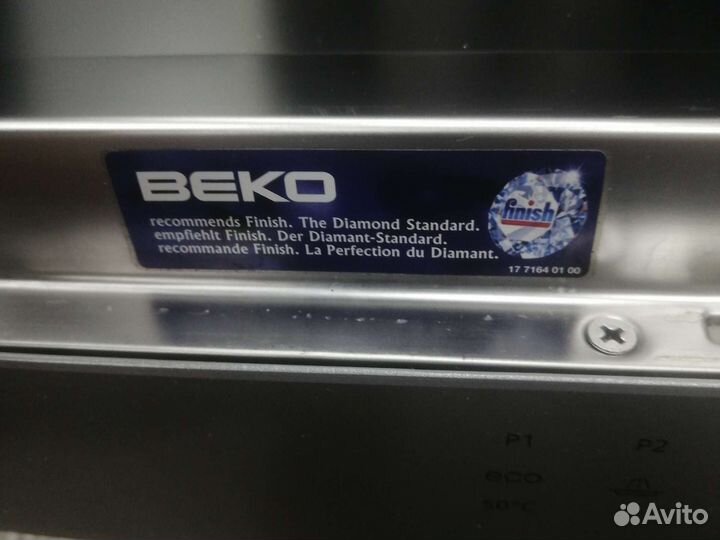 BEKO
recommends Finish. The Diamond Standard.
empfiehlt Finish. Der Diamant-Standard.
recommande Finish. La Perfection du Diamant.
finish
17 7164 01 00
P1 P2
eco
50°C
Avito